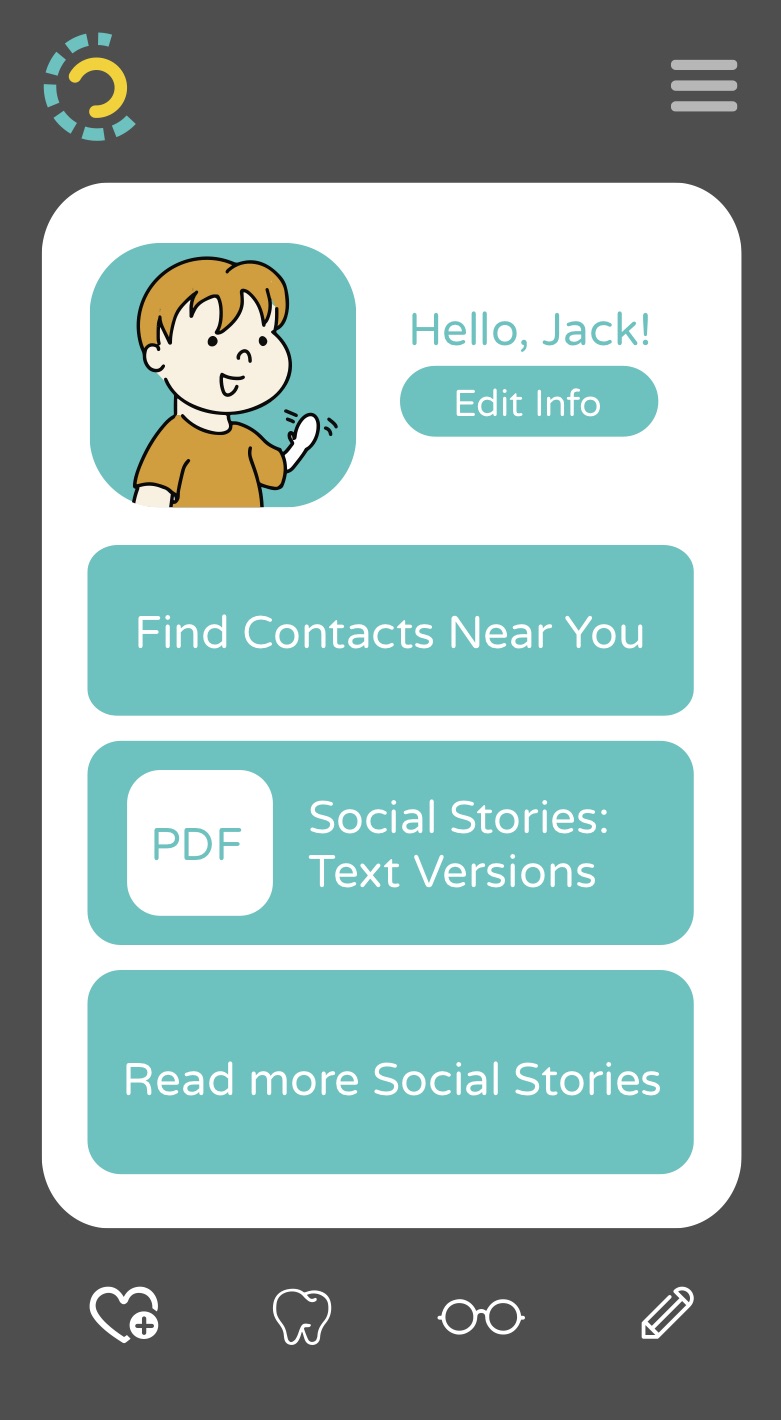 Hello, Jack!
Edit Info
Find Contacts Near You
PDF
Social Stories:
Text Versions
Read more Social Stories